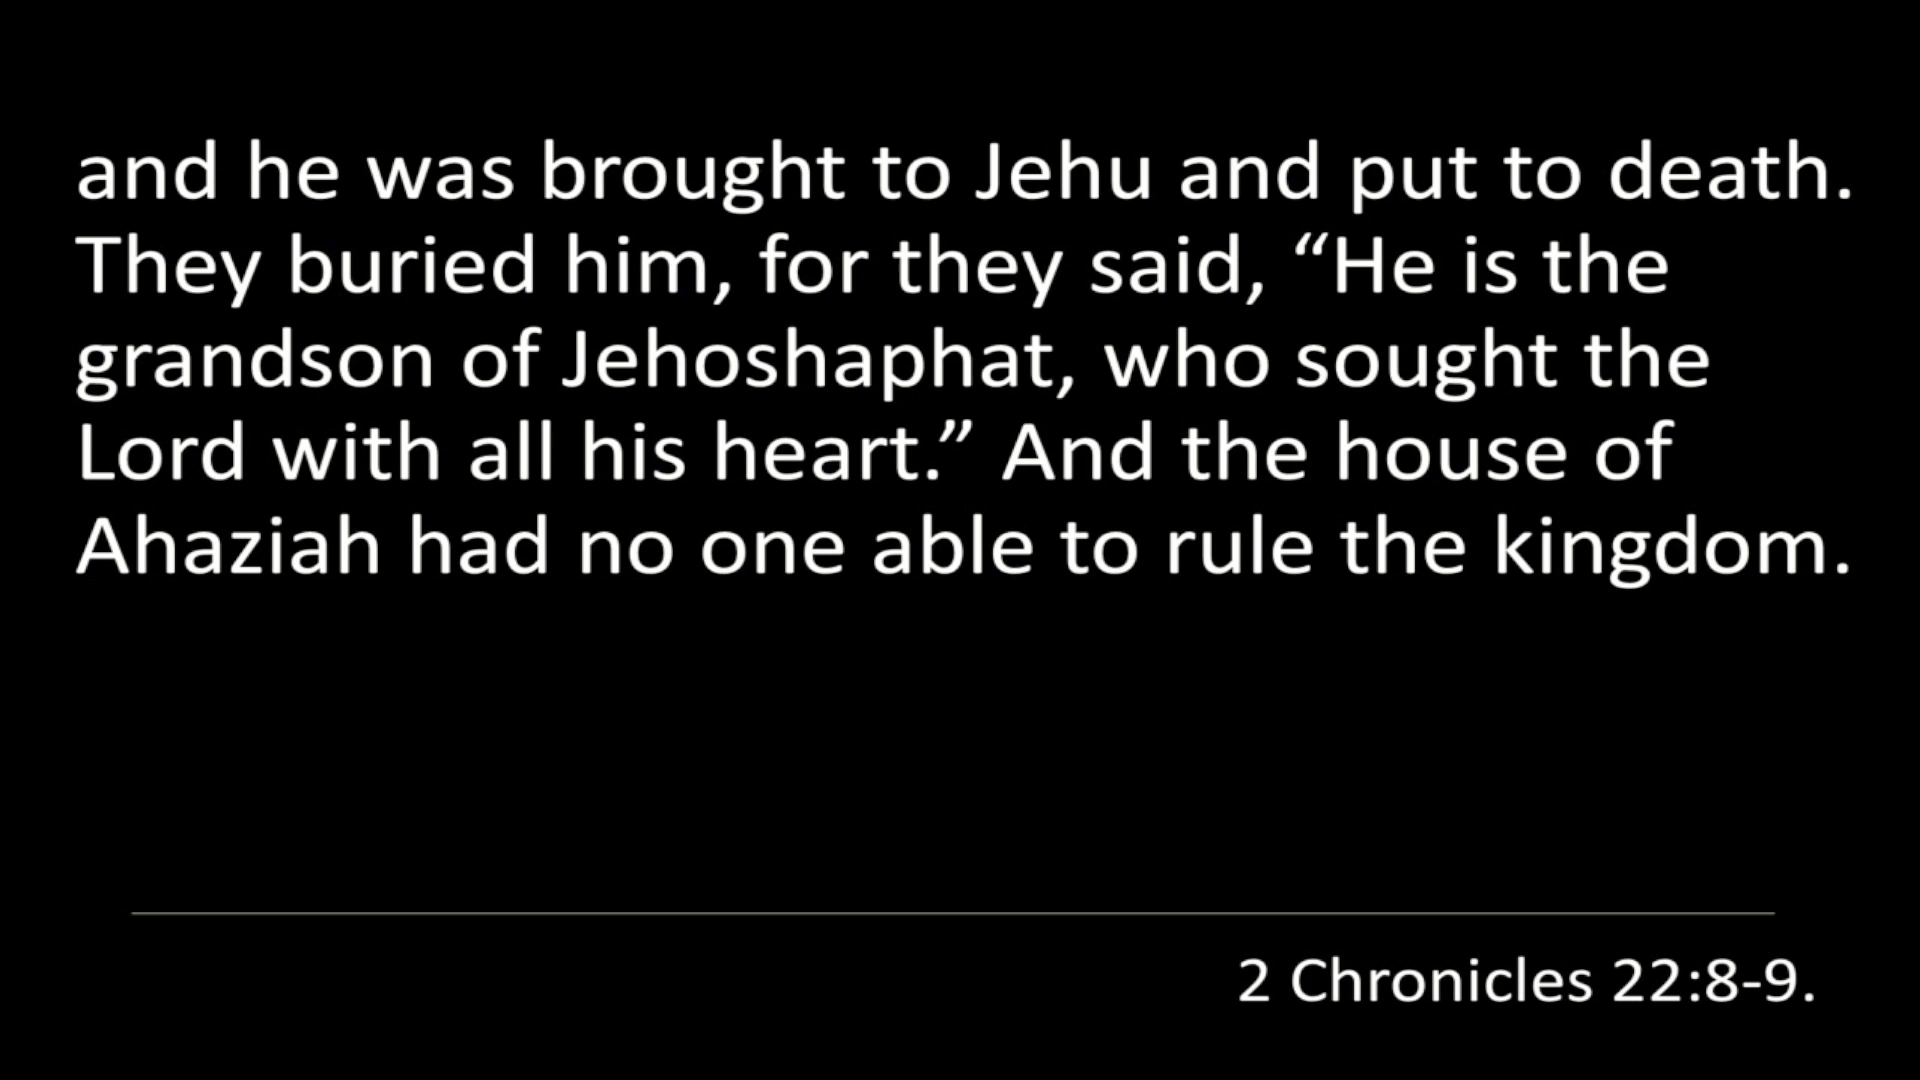 and he was brought to Jehu and put to death.
They buried him, for they said, “He is the
grandson of Jehoshaphat, who sought the
Lord with all his heart.” And the house of
Ahaziah had no one able to rule the kingdom.
2 Chronicles 22:8-9.